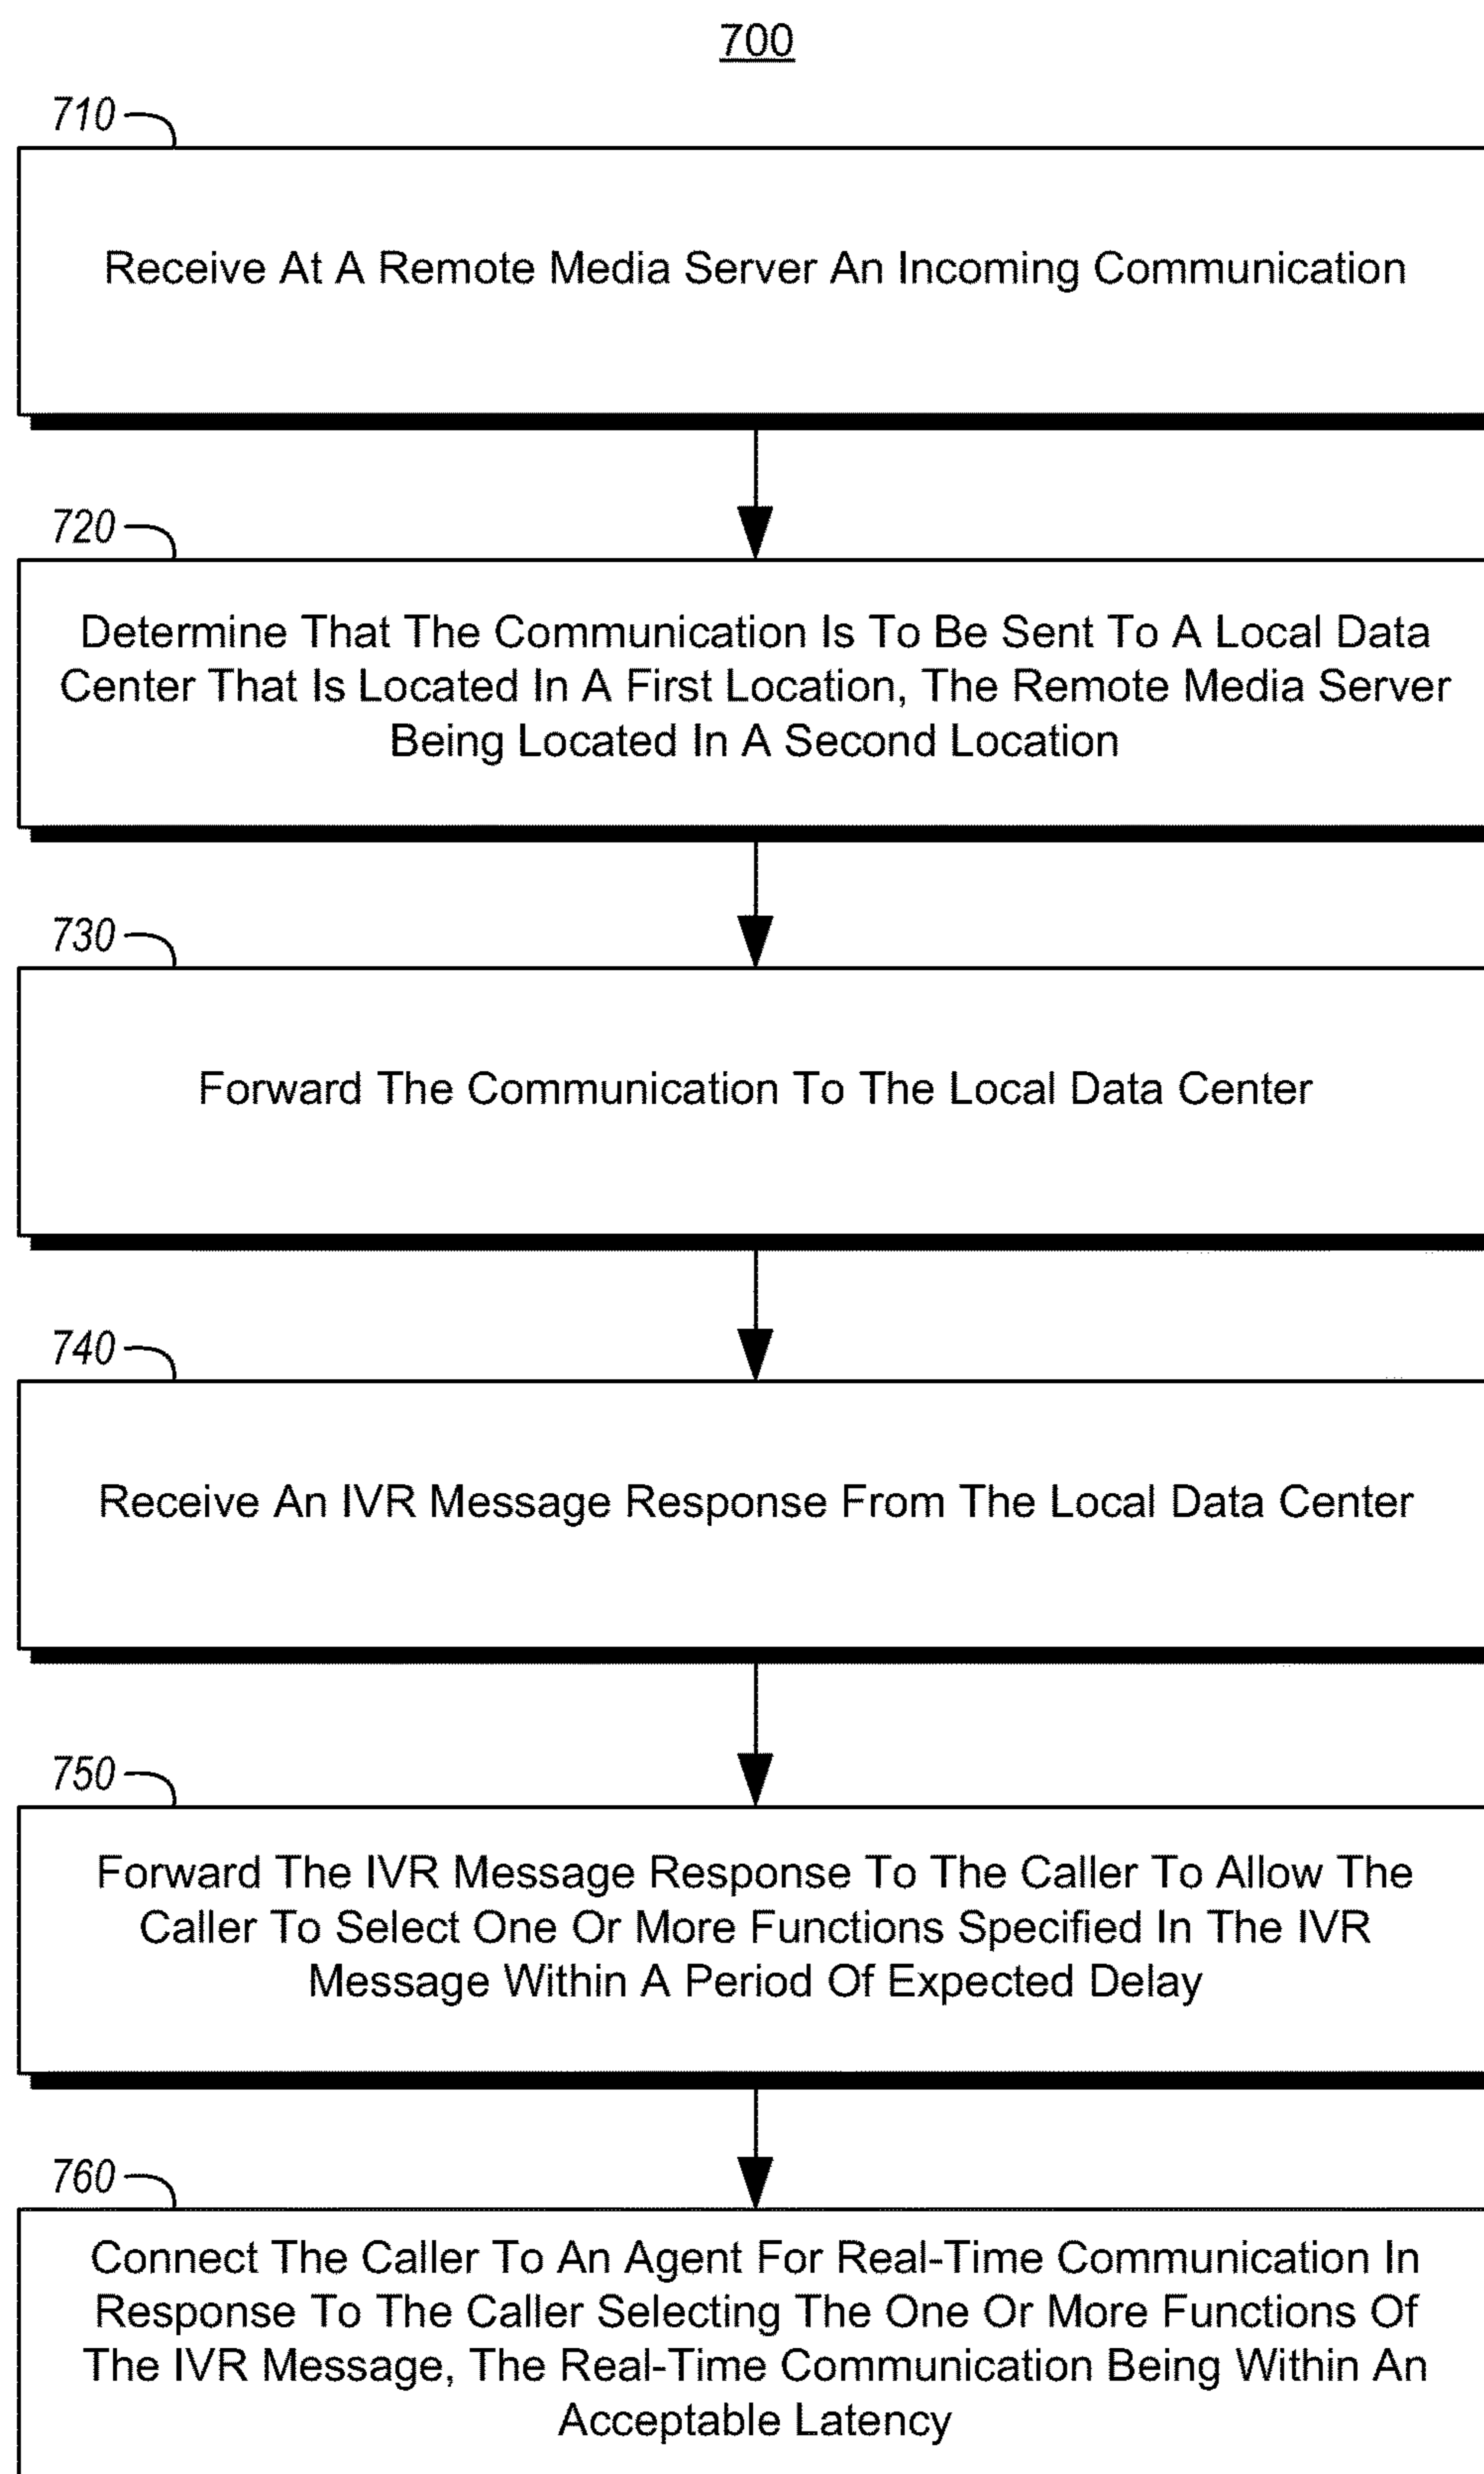 700
710
Receive At A Remote Media Server An Incoming Communication
720
Determine That The Communication Is To Be Sent To A Local Data
Center That Is Located In A First Location, The Remote Media Server
Being Located In A Second Location
730
Forward The Communication To The Local Data Center
740
Receive An IVR Message Response From The Local Data Center
750
Forward The IVR Message Response To The Caller To Allow The
Caller To Select One Or More Functions Specified In The IVR
Message Within A Period Of Expected Delay
760
Connect The Caller To An Agent For Real-Time Communication In
Response To The Caller Selecting The One Or More Functions Of
The IVR Message, The Real-Time Communication Being Within An
Acceptable Latency